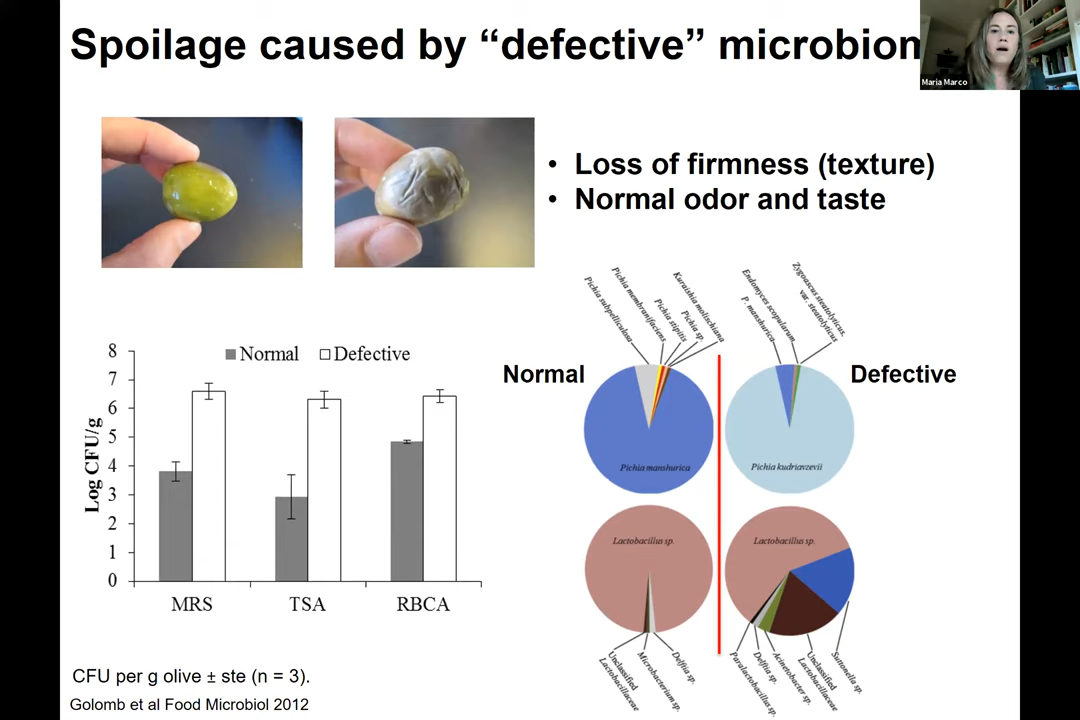 Spoilage caused by “defective” microbiom
Maria Marco
• Loss of firmness (texture)
• Normal odor and taste
Normal
Defective
8
7
6
5
4
3
2
1
0
Log CFU/g
MRS
TSA
RBCA
CFU per g olive ± ste (n = 3).
Golomb et al Food Microbiol 2012
Normal
Pichia subpelliculosa
Pichia membranifaciens
Pichia stipitis
Pichia sp.
Kuraishia molischiana
Pichia manshurica
Defective
P. manshurica
Endomyces scopularum
Zygoascus steatolyticus.
var. steatolyticus
Pichia kudriavzevii
Lactobacillus sp.
Unclassified
Lactobacillaceae
Microbacterium sp.
Delftia sp.
Lactobacillus sp.
Paralactobacillus sp.
Delftia sp.
Acinetobacter sp.
Unclassified
Lactobacillaceae
Suttonella sp.